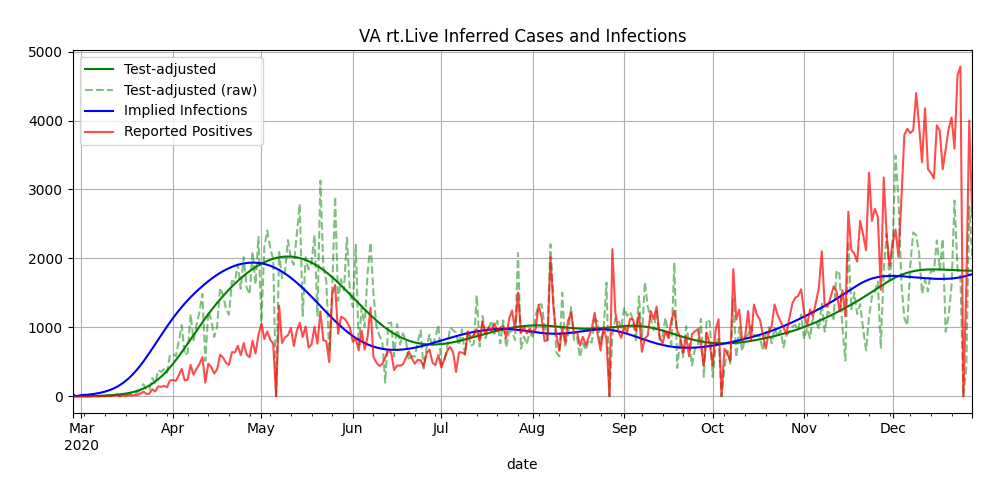 VA rt.Live Inferred Cases and Infections
Test-adjusted
Test-adjusted (raw)
Implied Infections
Reported Positives
5000
4000
3000
2000
1000
0
Mar Apr May Jun Jul Aug Sep Oct Nov Dec
2020
date